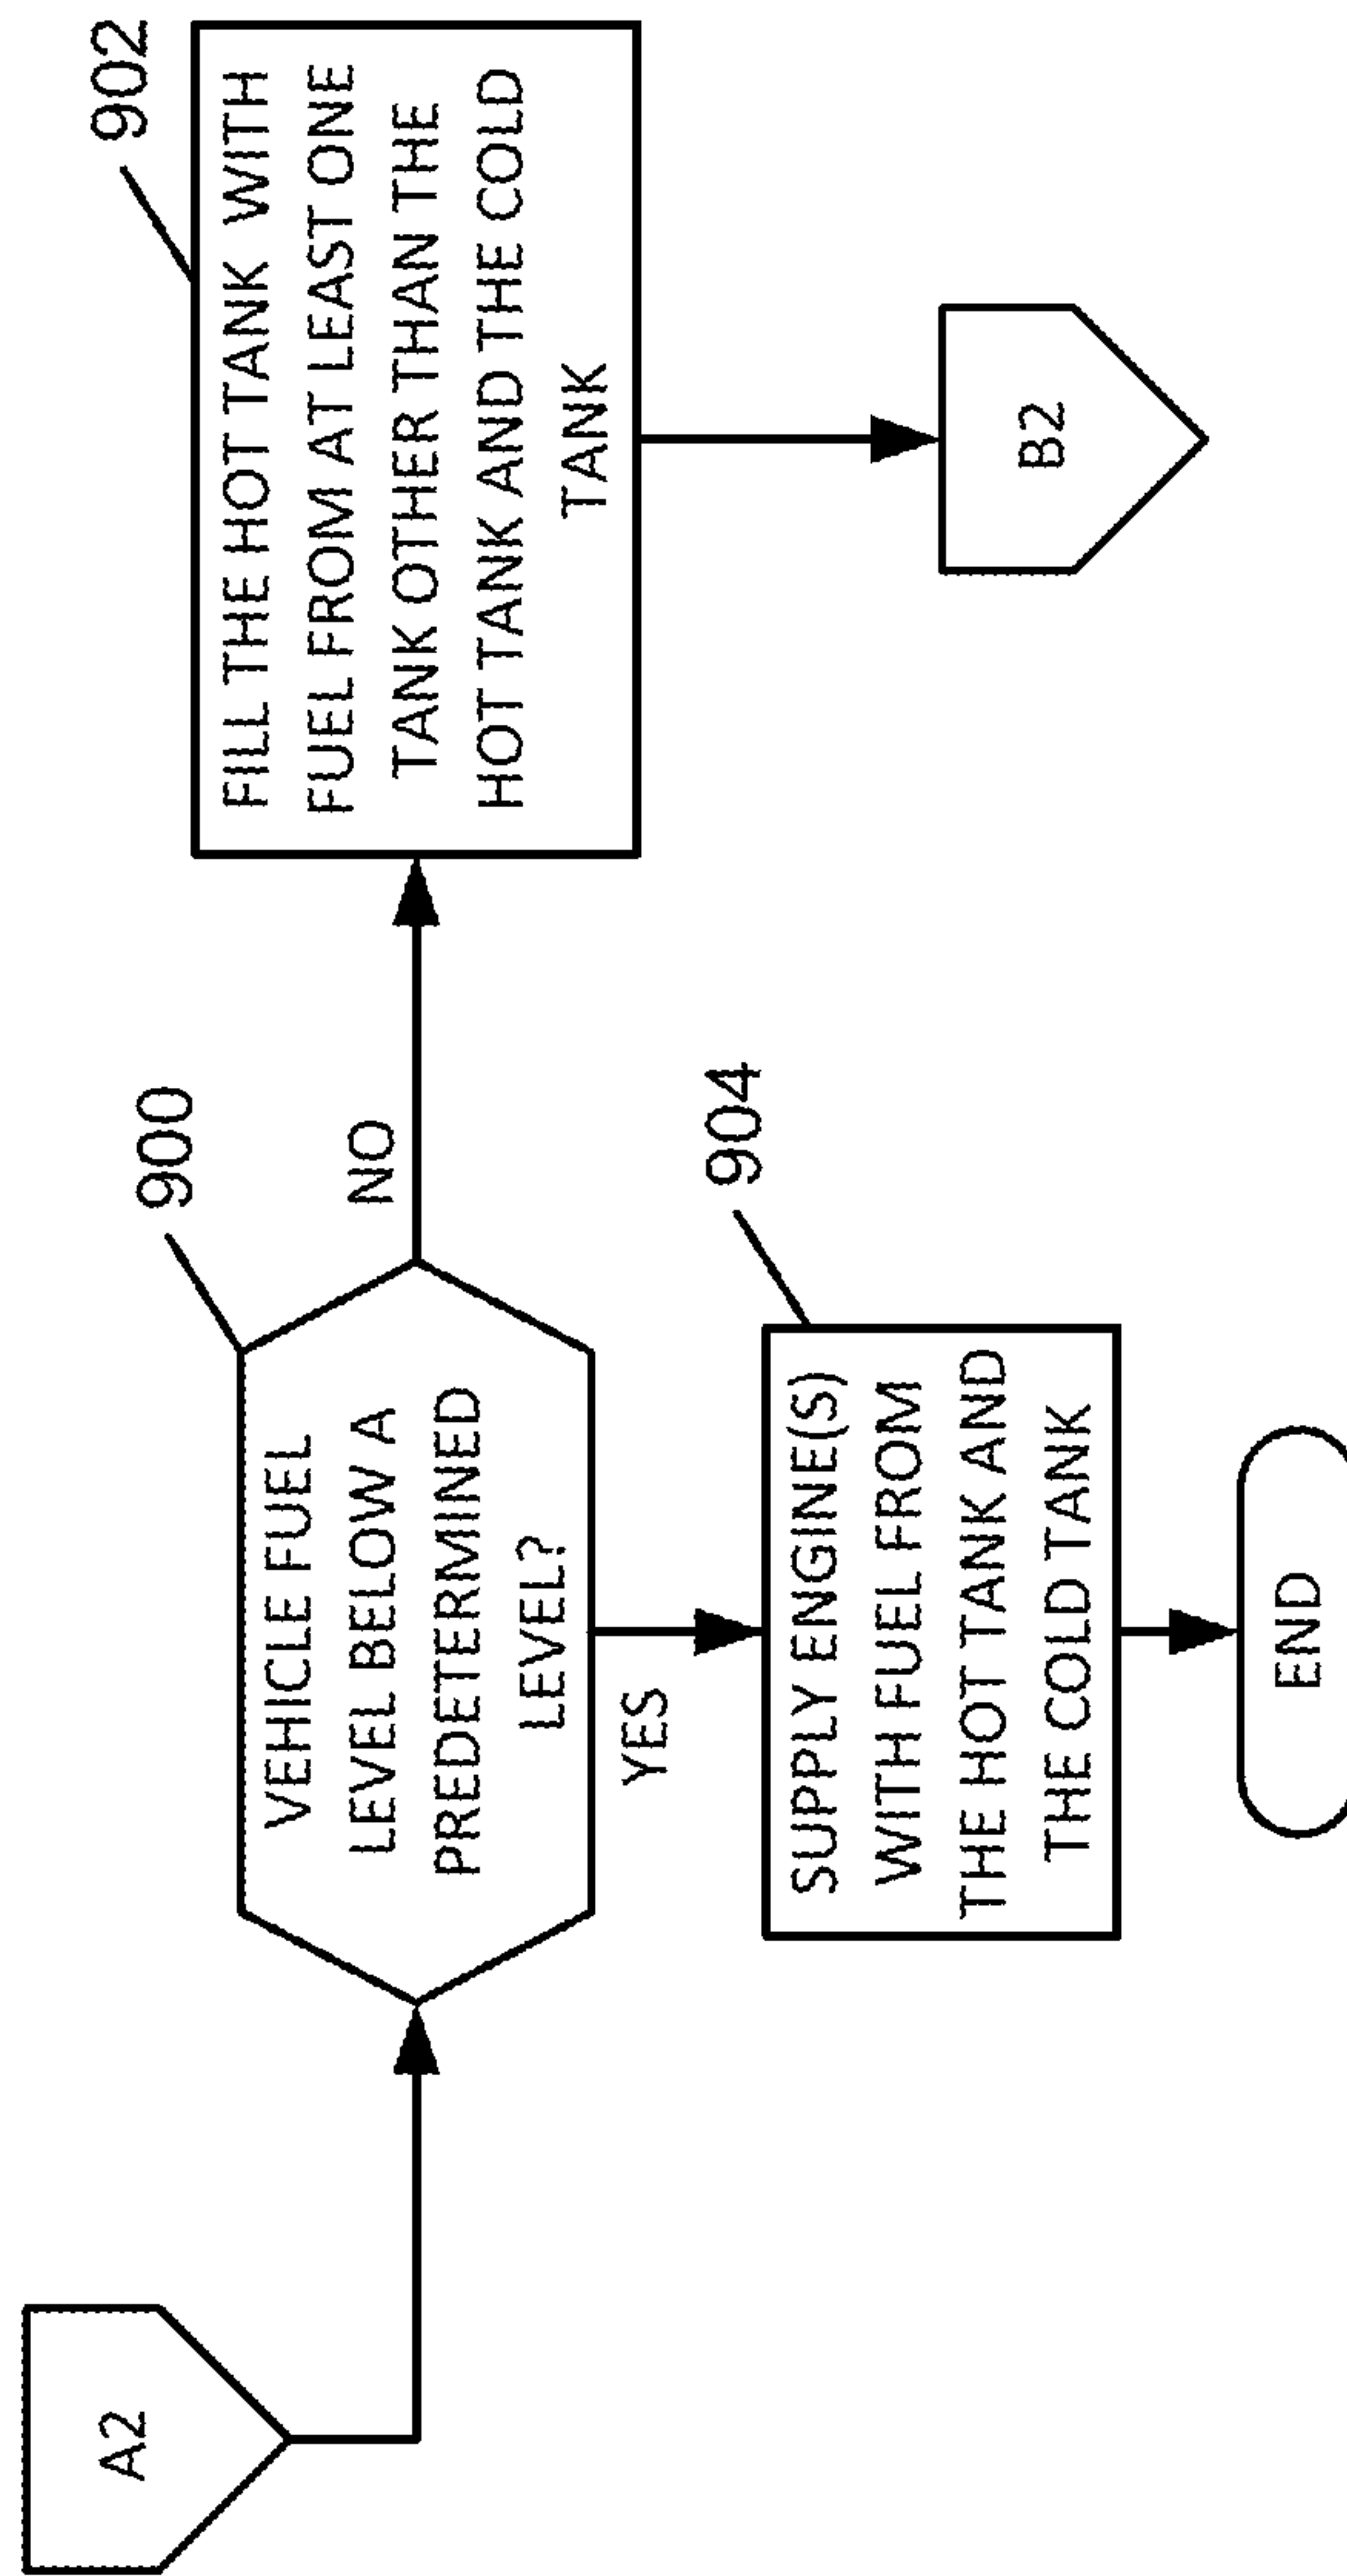 A2
900
VEHICLE FUEL
LEVEL BELOW A
PREDETERMINED
LEVEL?
NO
YES
902
FILL THE HOT TANK WITH
FUEL FROM AT LEAST ONE
TANK OTHER THAN THE
HOT TANK AND THE COLD
TANK
904
SUPPLY ENGINE(S)
WITH FUEL FROM
THE HOT TANK AND
THE COLD TANK
B2
END